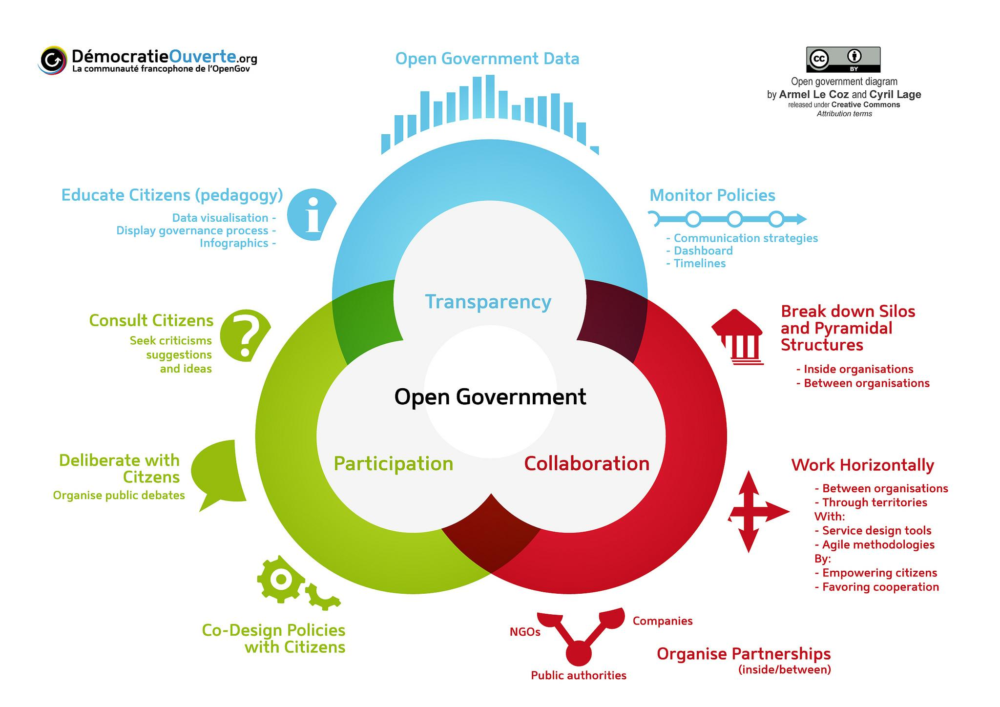 DémocratieOuverte.org
La communauté francophone de l'OpenGov
Open Government Data
cc
BY
Open government diagram
by Armel Le Coz and Cyril Lage
released under Creative Commons
Attribution terms
Educate Citizens (pedagogy)
Data visualisation -
Display governance process -
Infographics -
i
Monitor Policies
- Communication strategies
- Dashboard
- Timelines
Transparency
Consult Citizens
Seek criticisms
suggestions
and ideas
?
Break down Silos
and Pyramidal
Structures
- Inside organisations
- Between organisations
Open Government
Participation
Collaboration
Deliberate with
Citzens
Organise public debates
Work Horizontally
- Between organisations
- Through territories
With:
- Service design tools
- Agile methodologies
By:
- Empowering citizens
- Favoring cooperation
Co-Design Policies
with Citizens
NGOs
Companies
Public authorities
Organise Partnerships
(inside/between)